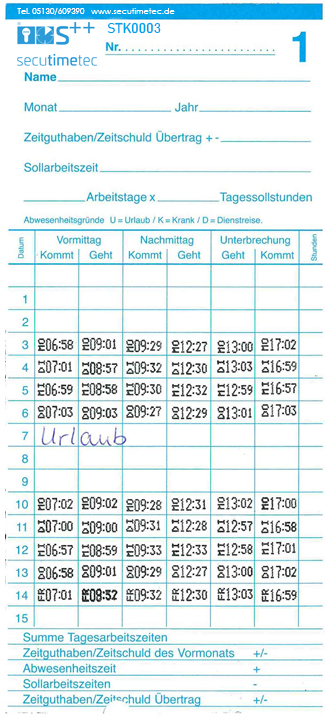 Tel. 05130/609390 www.secutimetec.de
iKS++ STK0003
secutimetec
Nr. 1
Name
Monat Jahr
Zeitguthaben/Zeitschuld Übertrag + -
Sollarbeitszeit
Arbeitstage x Tagessollstunden
Abwesenheitsgründe U = Urlaub / K = Krank / D = Dienstreise.
Datum Vormittag Nachmittag Unterbrechung Stunden
Kommt Geht Kommt Geht Geht Kommt
1
2
3 06:58 09:01 09:29 12:27 13:00 17:02
4 07:01 08:57 09:32 12:30 13:03 16:59
5 06:59 08:58 09:30 12:32 12:59 16:57
6 07:03 09:03 09:27 12:29 13:01 17:03
7 Urlaub
8
9
10 07:02 09:02 09:28 12:31 13:02 17:00
11 07:00 09:00 09:31 12:28 12:57 16:58
12 06:57 08:59 09:33 12:33 12:58 17:01
13 06:58 09:01 09:29 12:27 13:00 17:02
14 07:01 08:52 09:32 12:30 13:03 16:59
15
Summe Tagesarbeitszeiten
Zeitguthaben/Zeitschuld des Vormonats +/-
Abwesenheitszeit +
Sollarbeitszeiten -
Zeitguthaben/Zeitschuld Übertrag +/-